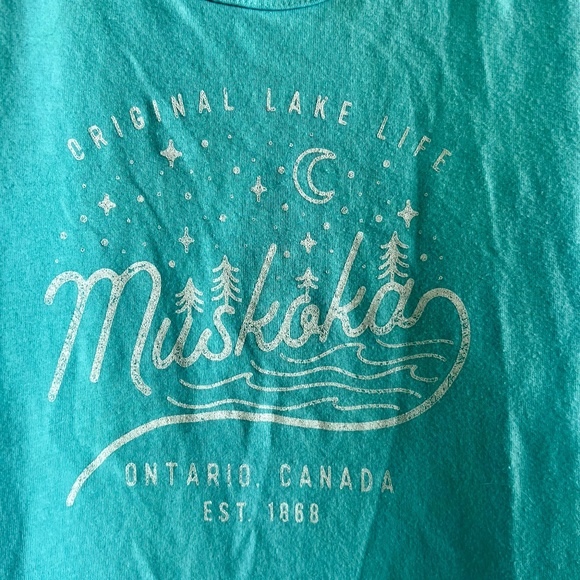 ORIGINAL LAKE LIFE
Muskoka
ONTARIO, CANADA
EST. 1868